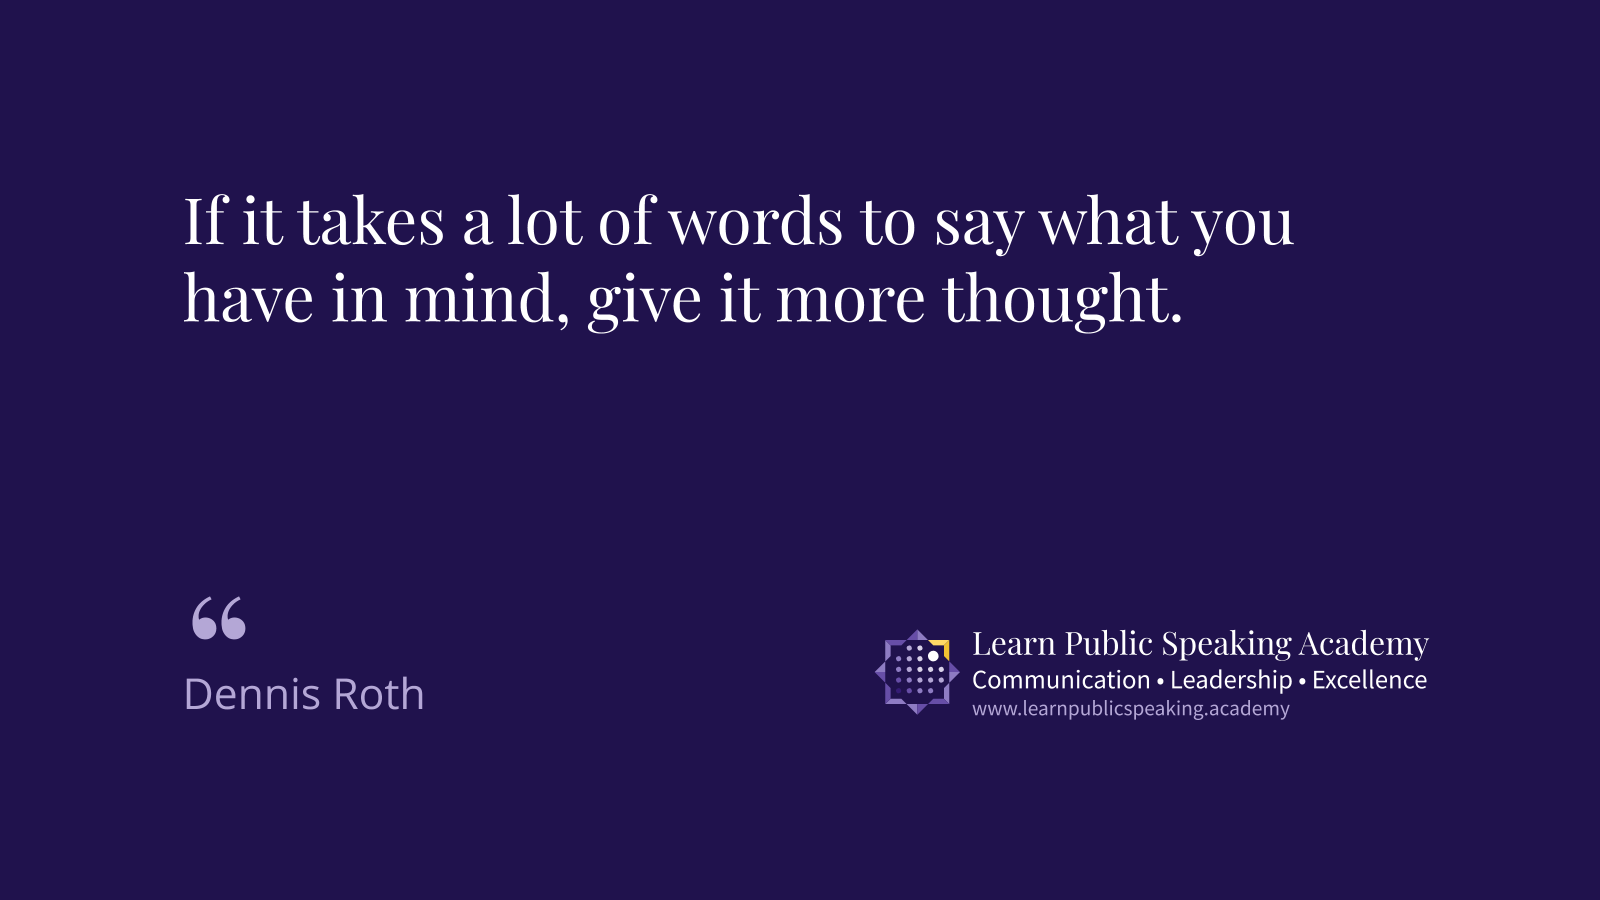 If it takes a lot of words to say what you
have in mind, give it more thought.
“
Dennis Roth
Learn Public Speaking Academy
Communication • Leadership • Excellence
www.learnpublicspeaking.academy